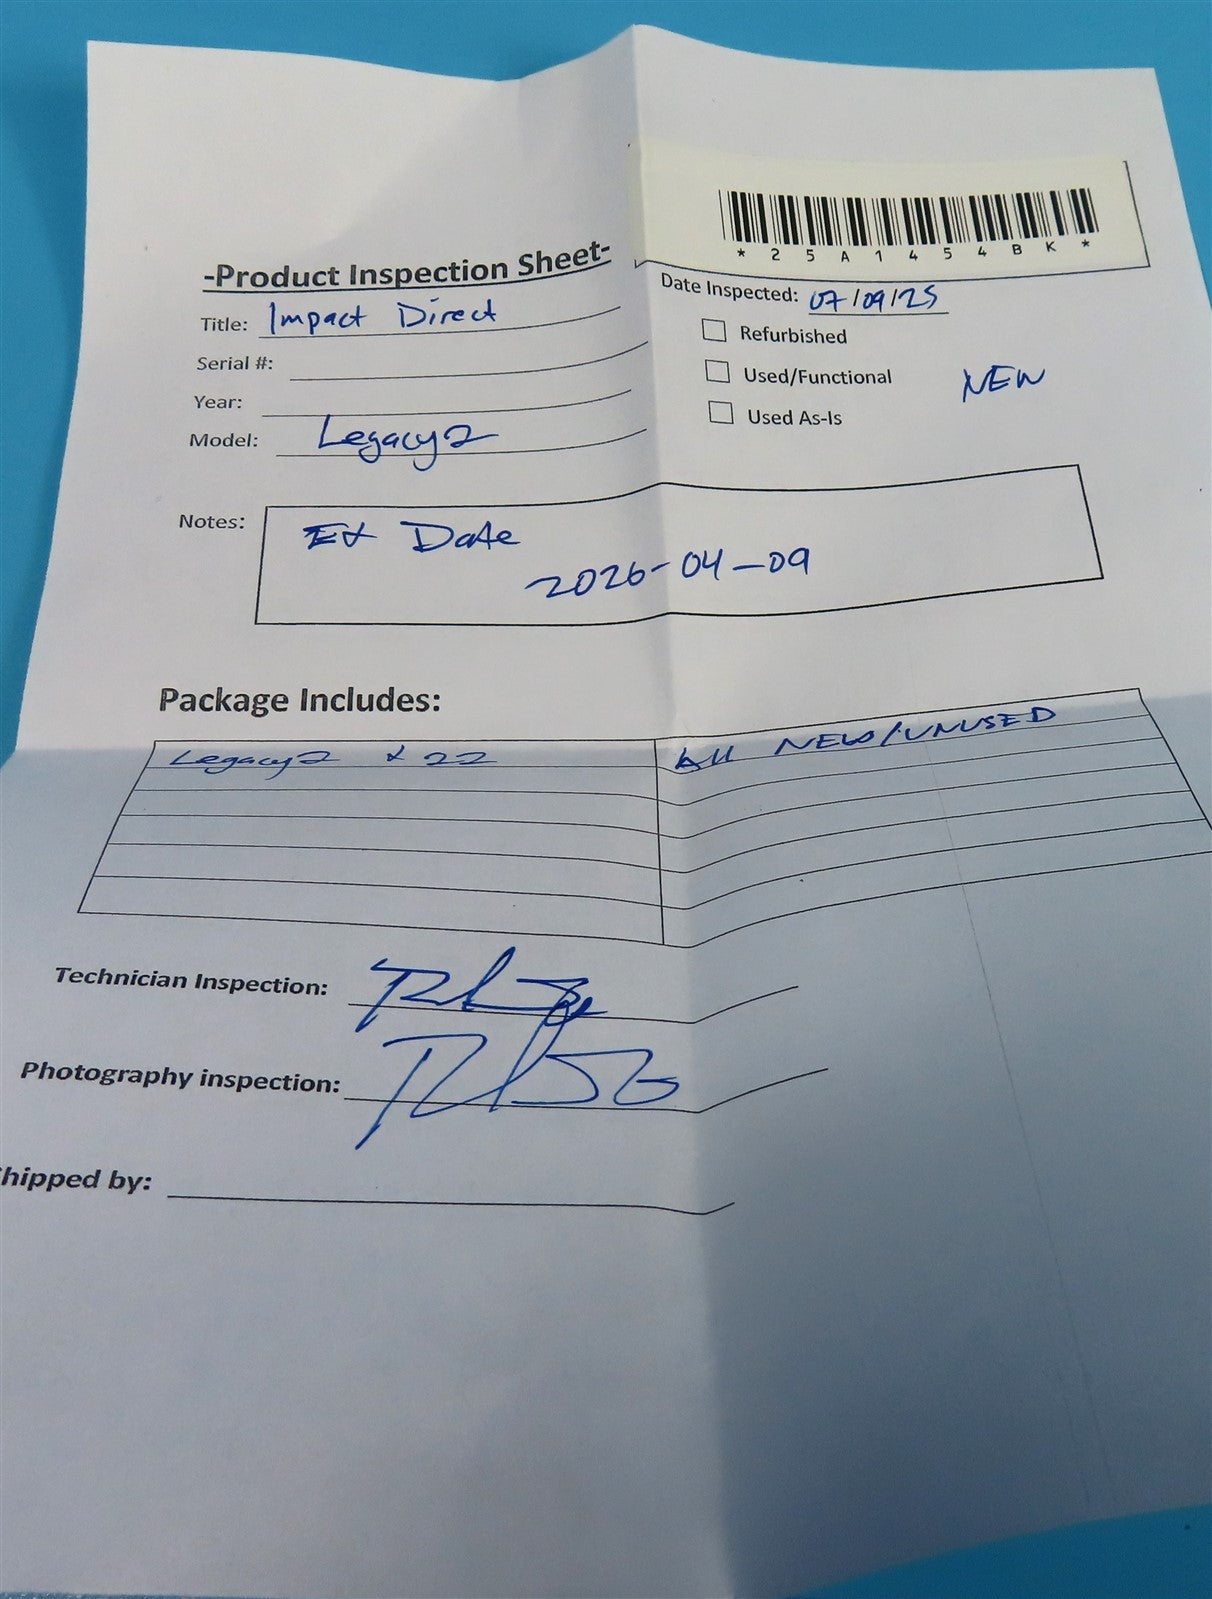 *25A1454BK*
-Product Inspection Sheet-
Title: Impact Direct
Date Inspected: 07/09/25
Serial #:
Refurbished
Year:
Used/Functional NEW
Model: Legacy2
Used As-Is
Notes: Ex Date
2026-04-09
Package Includes:
Legacy2 x 22
All NEW/UNUSED
Technician Inspection:
Photography inspection:
hipped by: